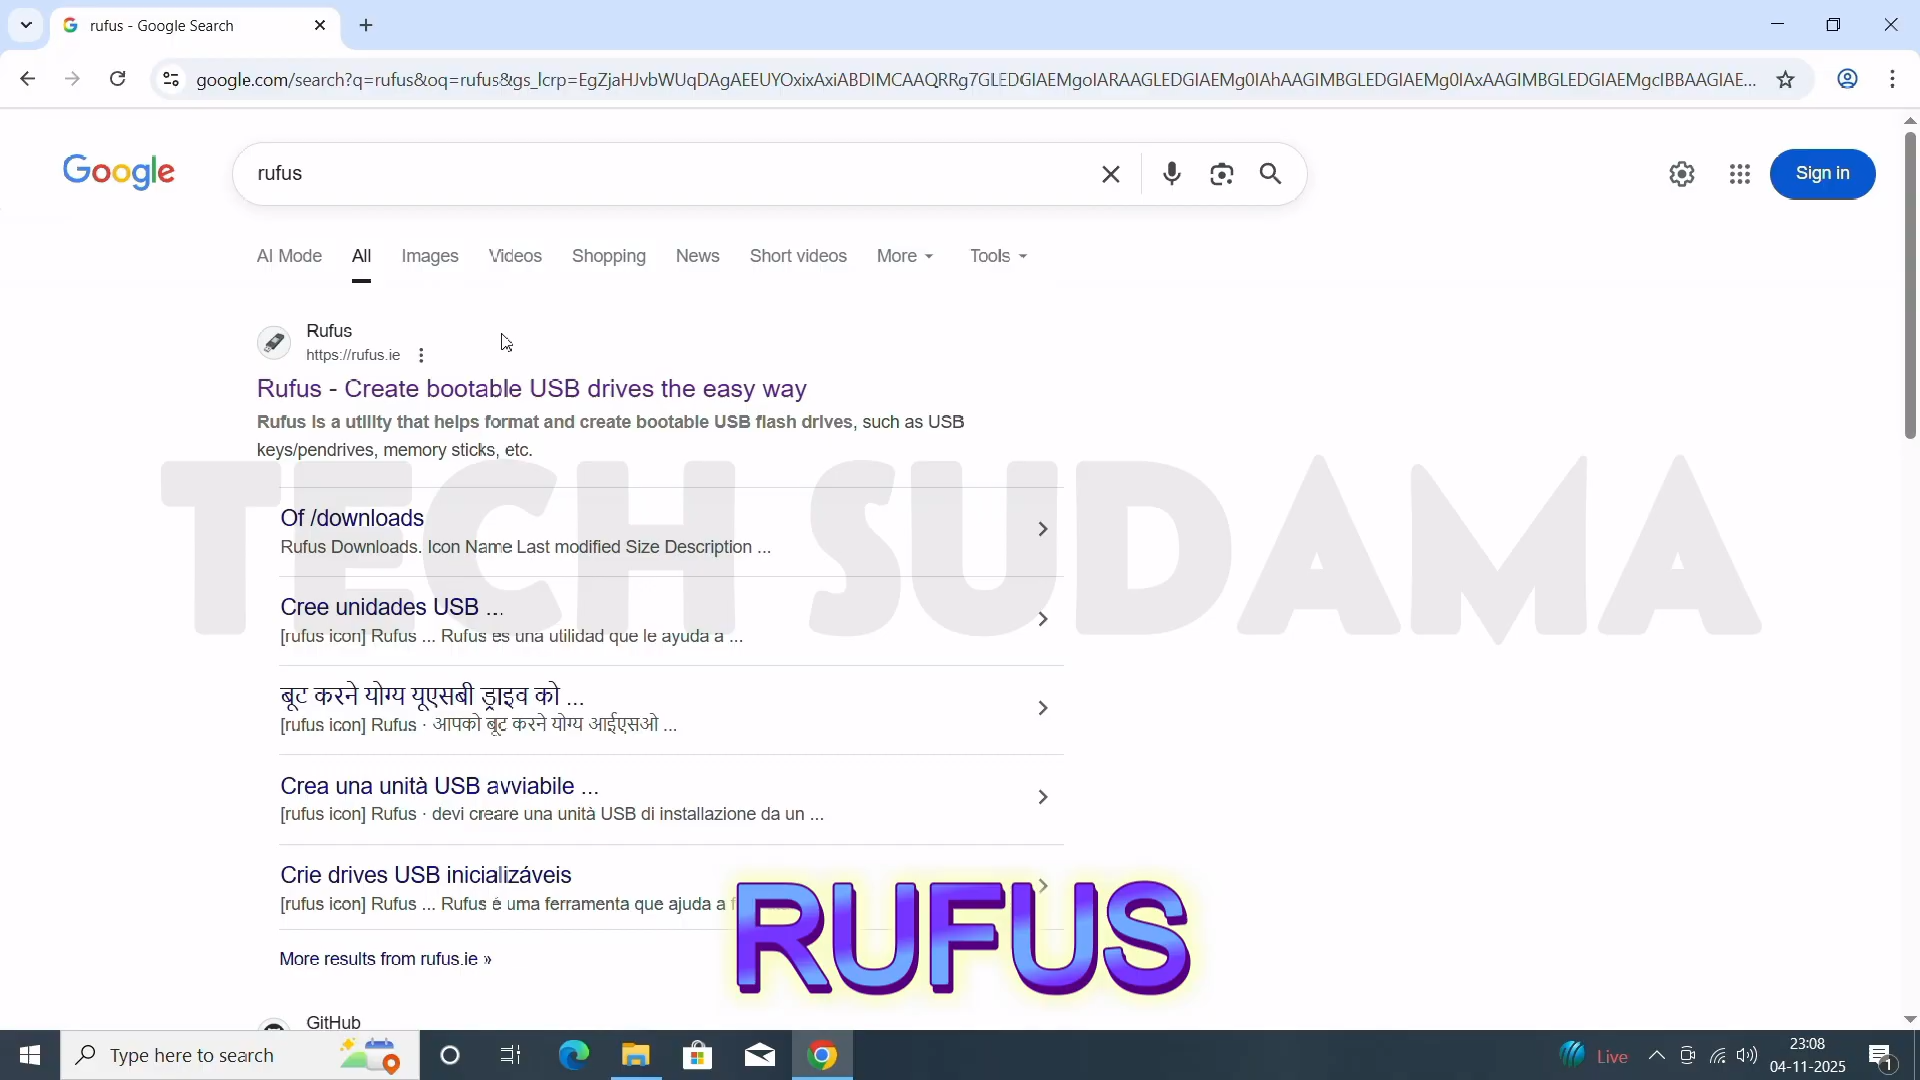 rufus - Google Search
google.com/search?q=rufus&oq=rufus&gs_lcrp=EgZjaHJvbWUqDAgAEEUYOxixAxiABDIMCAAQRRg7GLEDGIAEMgoIARAAGLEDGIAEMg0IAhAAGIMBGLEDGIAEMg0IAxAAGIMBGLEDGIAEMgcIBBAAGIAE...
Google
rufus
Sign in
AI Mode All Images Videos Shopping News Short videos More Tools
Rufus
https://rufus.ie
Rufus - Create bootable USB drives the easy way
Rufus is a utility that helps format and create bootable USB flash drives, such as USB
keys/pendrives, memory sticks, etc.
TECH SUDAMA
Of /downloads
Rufus Downloads. Icon Name Last modified Size Description ...
Cree unidades USB ...
[rufus icon] Rufus ... Rufus es una utilidad que le ayuda a ...
बूट करने योग्य यूएसबी ड्राइव को ...
[rufus icon] Rufus · आपको बूट करने योग्य आईएसओ ...
Crea una unità USB avviabile ...
[rufus icon] Rufus · devi creare una unità USB di installazione da un ...
Crie drives USB inicializáveis
[rufus icon] Rufus ... Rufus é uma ferramenta que ajuda a
RUFUS
More results from rufus.ie »
GitHub
Type here to search
Live
23:08
04-11-2025
1